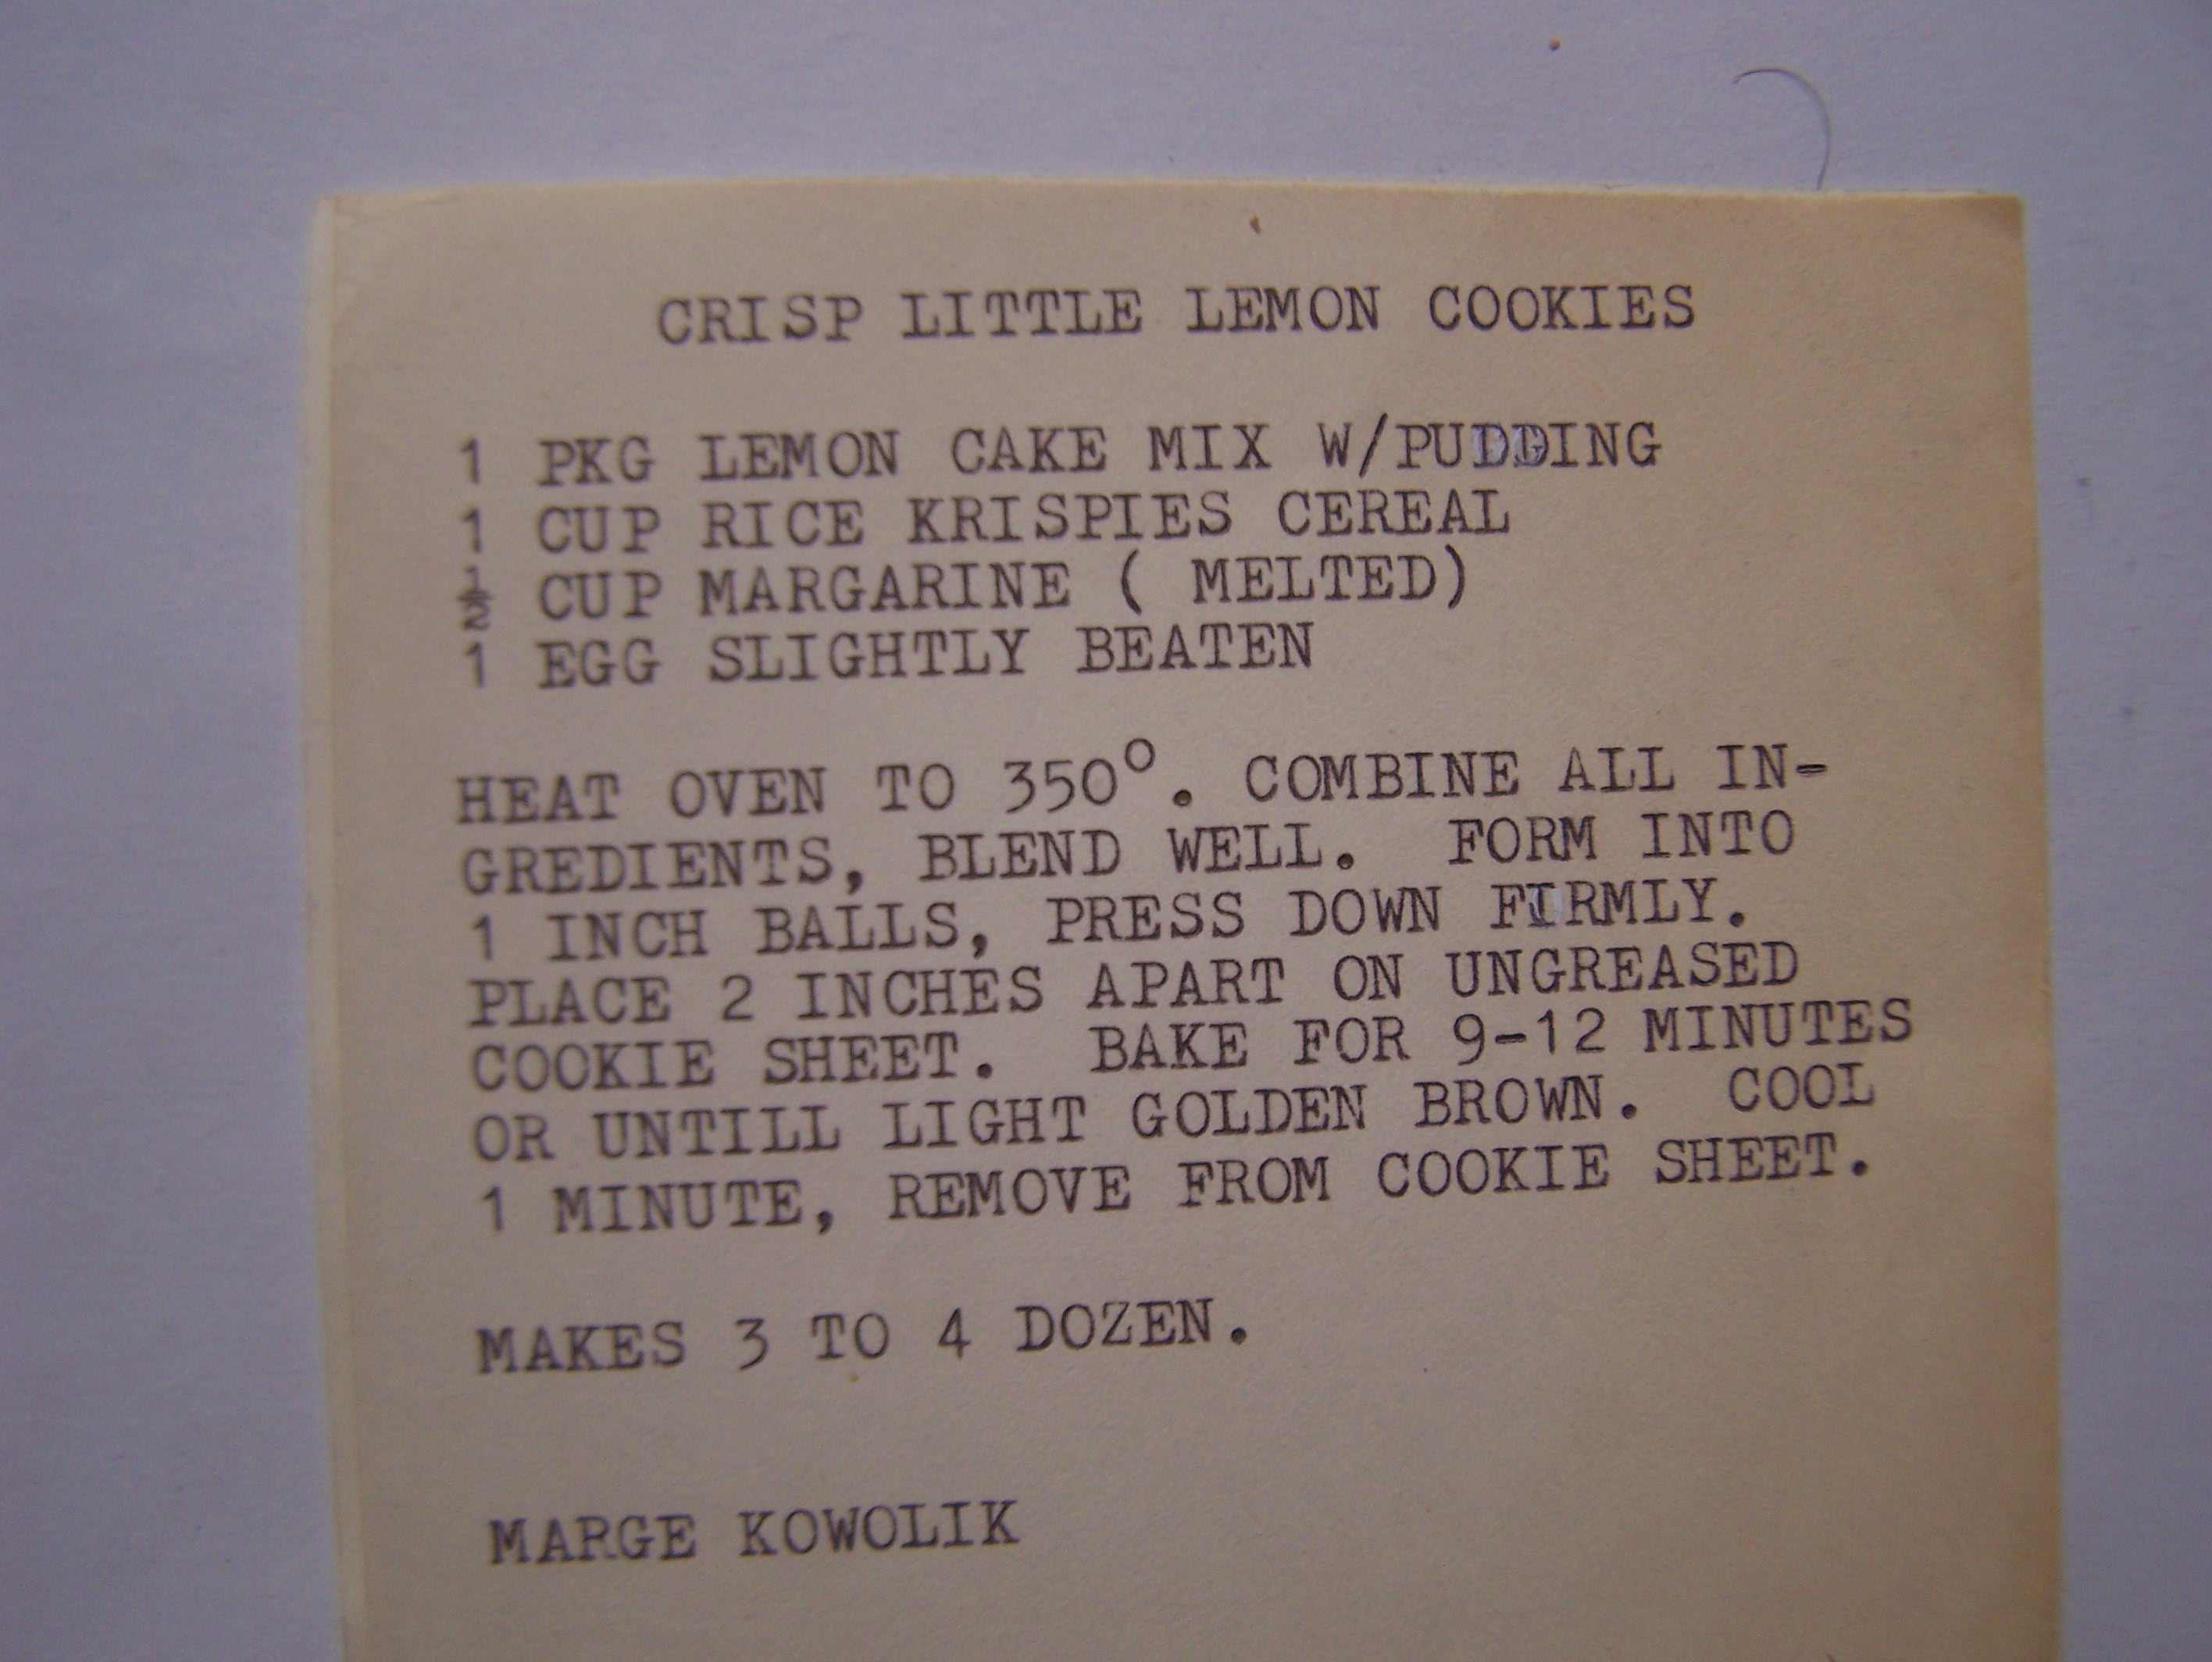 CRISP LITTLE LEMON COOKIES
1 PKG LEMON CAKE MIX W/PUDDING
1 CUP RICE KRISPIES CEREAL
½ CUP MARGARINE ( MELTED)
1 EGG SLIGHTLY BEATEN
HEAT OVEN TO 350°. COMBINE ALL IN-
GREDIENTS, BLEND WELL. FORM INTO
1 INCH BALLS, PRESS DOWN FIRMLY.
PLACE 2 INCHES APART ON UNGREASED
COOKIE SHEET. BAKE FOR 9-12 MINUTES
OR UNTILL LIGHT GOLDEN BROWN. COOL
1 MINUTE, REMOVE FROM COOKIE SHEET.
MAKES 3 TO 4 DOZEN.
MARGE KOWOLIK